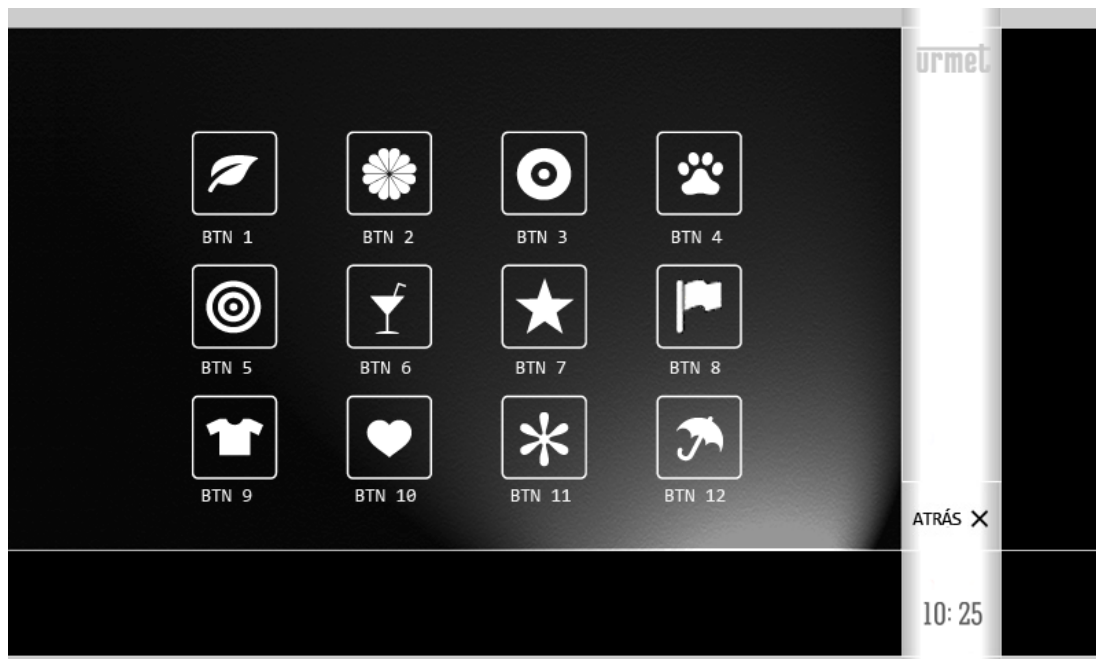 urmet
BTN 1
BTN 2
BTN 3
BTN 4
BTN 5
BTN 6
BTN 7
BTN 8
BTN 9
BTN 10
BTN 11
BTN 12
ATRÁS X
10: 25